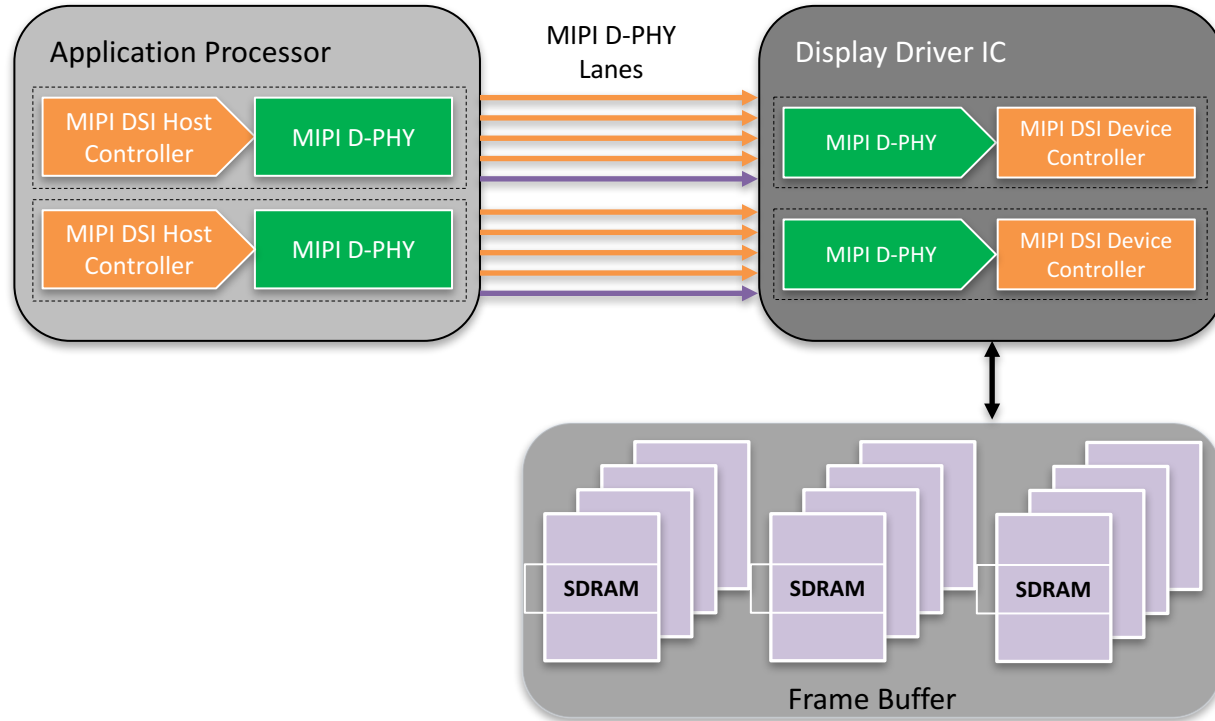 Application Processor
MIPI DSI Host
Controller
MIPI D-PHY
MIPI DSI Host
Controller
MIPI D-PHY
MIPI D-PHY
Lanes
Display Driver IC
MIPI D-PHY
MIPI DSI Device
Controller
MIPI D-PHY
MIPI DSI Device
Controller
SDRAM
SDRAM
SDRAM
Frame Buffer